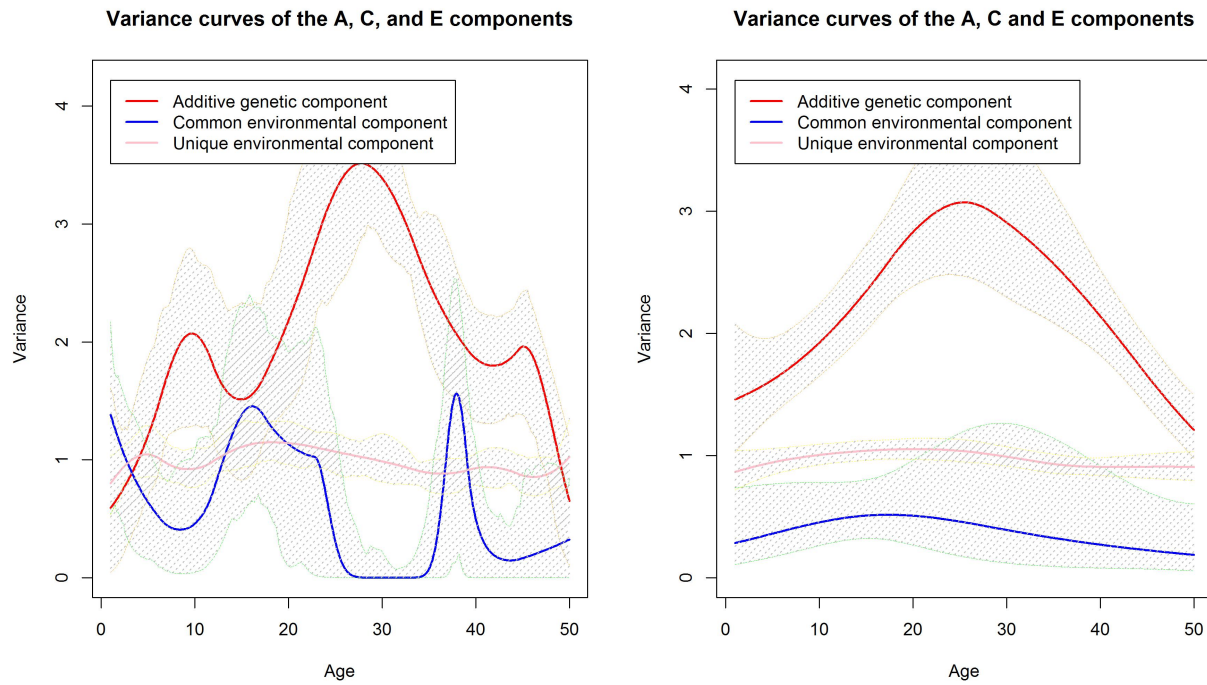 Variance curves of the A, C, and E components
Additive genetic component
Common environmental component
Unique environmental component
Variance
0
1
2
3
4
0
10
20
30
40
50
Age
Variance curves of the A, C and E components
Additive genetic component
Common environmental component
Unique environmental component
Variance
0
1
2
3
4
0
10
20
30
40
50
Age